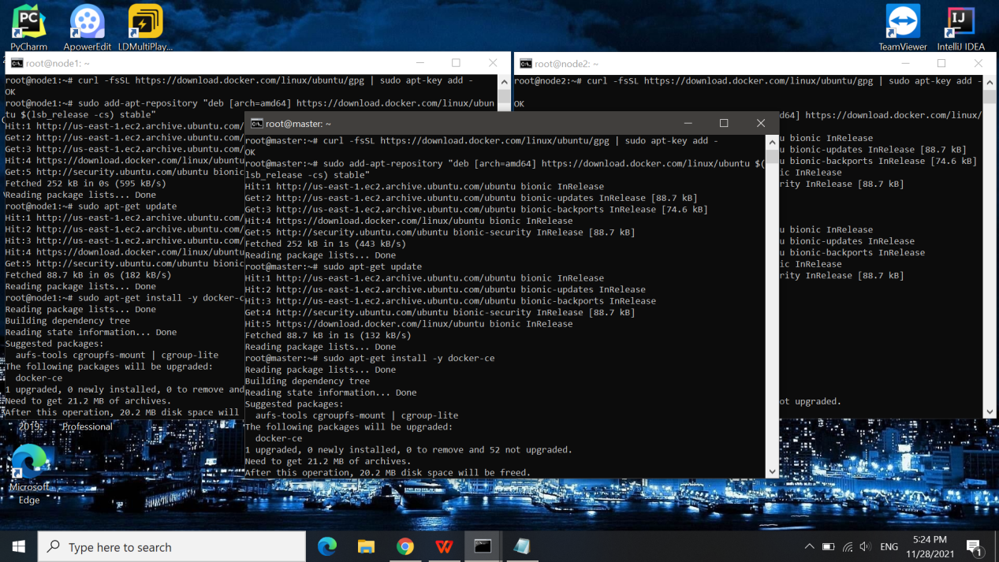 PyCharm
ApowerEdit
LDMultiPlay...
TeamViewer
IntelliJ IDEA
root@node1: ~
root@node1:~# curl -fsSL https://download.docker.com/linux/ubuntu/gpg | sudo apt-key add -
OK
root@node1:~# sudo add-apt-repository "deb [arch=amd64] https://download.docker.com/linux/ubun
tu $(lsb_release -cs) stable"
Hit:1 http://us-east-1.ec2.archive.ubuntu.com/
Get:2 http://us-east-1.ec2.archive.ubuntu.com/
Get:3 http://us-east-1.ec2.archive.ubuntu.com/
Hit:4 https://download.docker.com/linux/ubuntu
Get:5 http://security.ubuntu.com/ubuntu bionic
Fetched 252 kB in 0s (595 kB/s)
Reading package lists... Done
root@node1:~# sudo apt-get update
Hit:1 http://us-east-1.ec2.archive.ubuntu.com/
Hit:2 http://us-east-1.ec2.archive.ubuntu.com/
Hit:3 http://us-east-1.ec2.archive.ubuntu.com/
Hit:4 https://download.docker.com/linux/ubuntu
Get:5 http://security.ubuntu.com/ubuntu bionic
Fetched 88.7 kB in 0s (182 kB/s)
Reading package lists... Done
root@node1:~# sudo apt-get install -y docker-c
Reading package lists... Done
Building dependency tree
Reading state information... Done
Suggested packages:
aufs-tools cgroupfs-mount | cgroup-lite
The following packages will be upgraded:
docker-ce
1 upgraded, 0 newly installed, 0 to remove and
Need to get 21.2 MB of archives.
After this operation, 20.2 MB disk space will
root@node2: ~
root@node2:~# curl -fsSL https://download.docker.com/linux/ubuntu/gpg | sudo apt-key add -
OK
d64] https://download.docker.com/linux/
u bionic InRelease
u bionic-updates InRelease [88.7 kB]
u bionic-backports InRelease [74.6 kB]
ic InRelease
rity InRelease [88.7 kB]
u bionic InRelease
u bionic-updates InRelease
u bionic-backports InRelease
ic InRelease
rity InRelease [88.7 kB]
ot upgraded.
root@master: ~
root@master:~# curl -fsSL https://download.docker.com/linux/ubuntu/gpg | sudo apt-key add -
OK
root@master:~# sudo add-apt-repository "deb [arch=amd64] https://download.docker.com/linux/ubuntu $(
lsb_release -cs) stable"
Hit:1 http://us-east-1.ec2.archive.ubuntu.com/ubuntu bionic InRelease
Get:2 http://us-east-1.ec2.archive.ubuntu.com/ubuntu bionic-updates InRelease [88.7 kB]
Get:3 http://us-east-1.ec2.archive.ubuntu.com/ubuntu bionic-backports InRelease [74.6 kB]
Hit:4 https://download.docker.com/linux/ubuntu bionic InRelease
Get:5 http://security.ubuntu.com/ubuntu bionic-security InRelease [88.7 kB]
Fetched 252 kB in 1s (443 kB/s)
Reading package lists... Done
root@master:~# sudo apt-get update
Hit:1 http://us-east-1.ec2.archive.ubuntu.com/ubuntu bionic InRelease
Hit:2 http://us-east-1.ec2.archive.ubuntu.com/ubuntu bionic-updates InRelease
Hit:3 http://us-east-1.ec2.archive.ubuntu.com/ubuntu bionic-backports InRelease
Get:4 http://security.ubuntu.com/ubuntu bionic-security InRelease [88.7 kB]
Hit:5 https://download.docker.com/linux/ubuntu bionic InRelease
Fetched 88.7 kB in 1s (132 kB/s)
Reading package lists... Done
root@master:~# sudo apt-get install -y docker-ce
Reading package lists... Done
Building dependency tree
Reading state information... Done
Suggested packages:
aufs-tools cgroupfs-mount | cgroup-lite
The following packages will be upgraded:
docker-ce
1 upgraded, 0 newly installed, 0 to remove and 52 not upgraded.
Need to get 21.2 MB of archives.
After this operation, 20.2 MB disk space will be freed.
2019
Professional
Microsoft
Edge
Type here to search
ENG
5:24 PM
11/28/2021
1